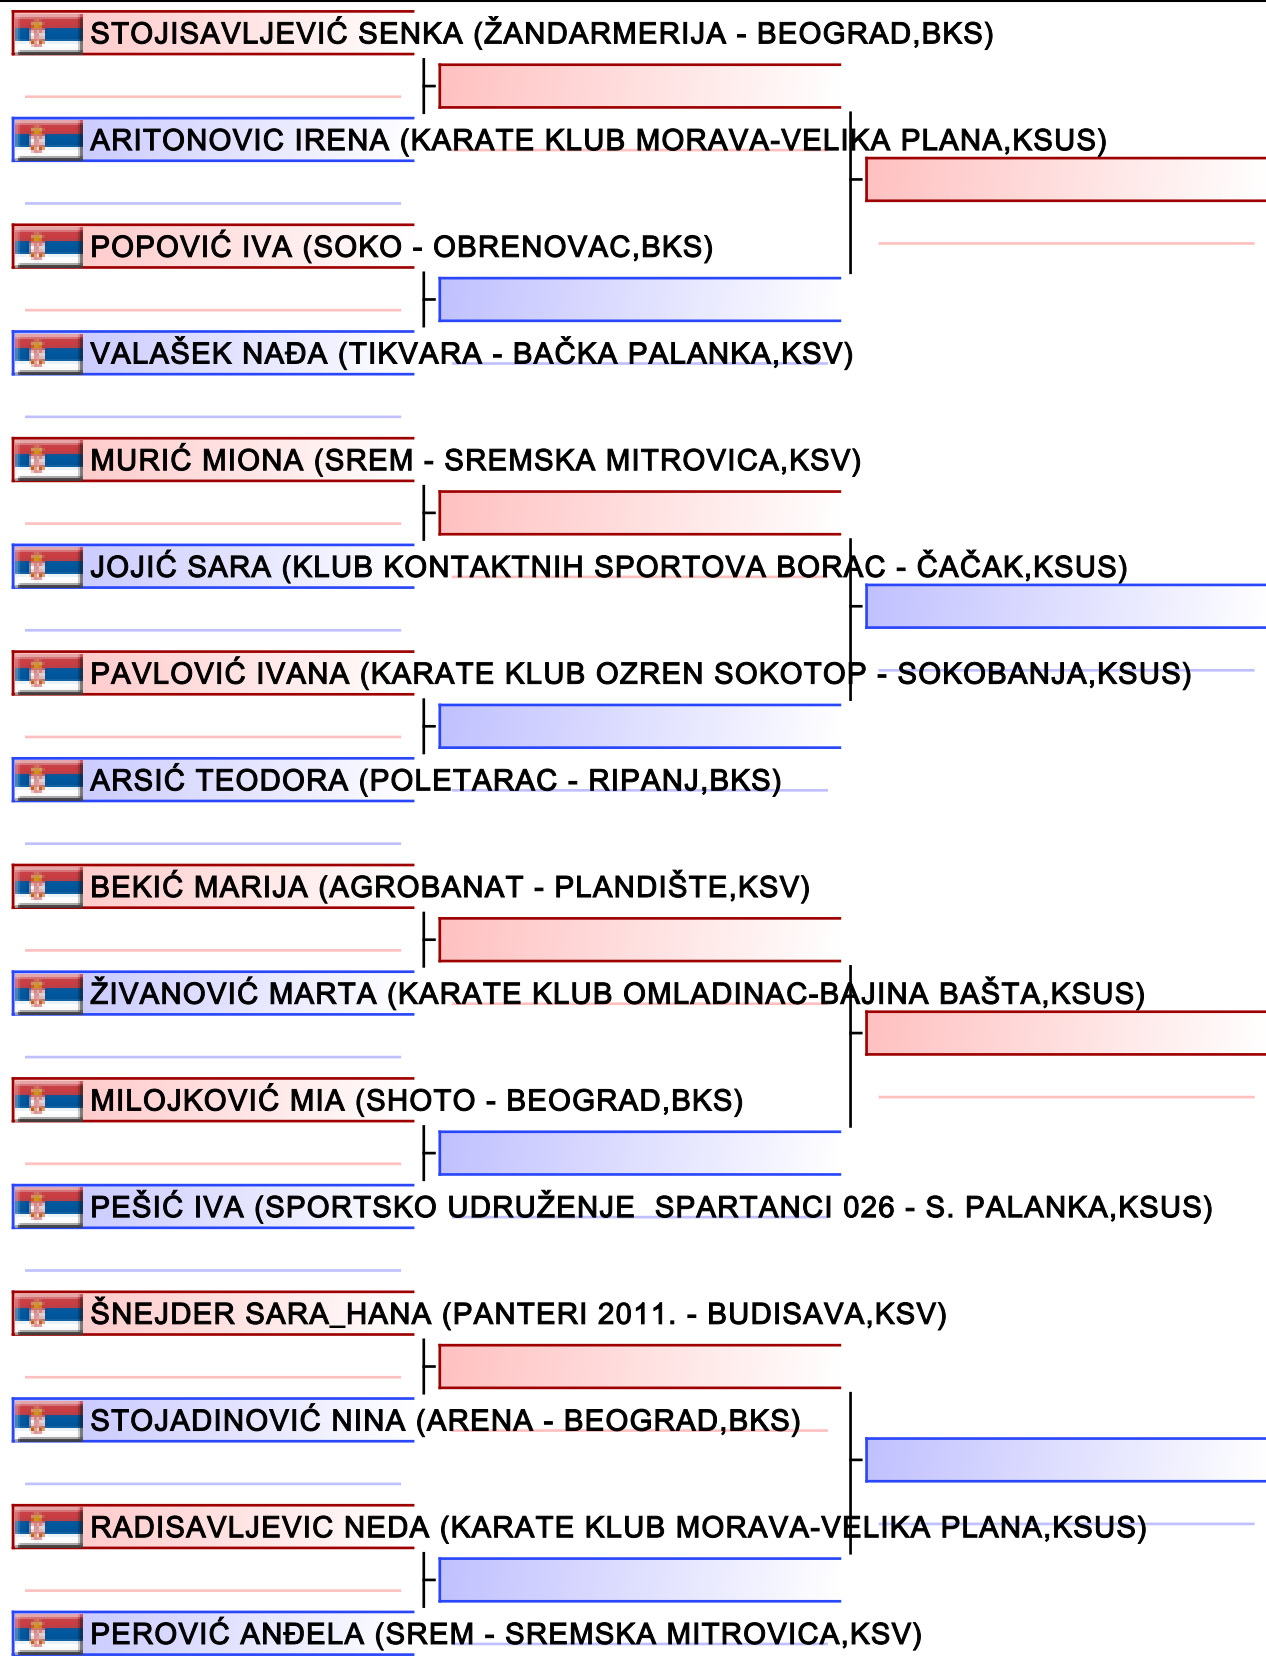 STOJISAVLJEVIĆ SENKA (ŽANDARMERIJA - BEOGRAD,BKS)
ARITONOVIC IRENA (KARATE KLUB MORAVA-VELIKA PLANA,KSUS)
POPOVIĆ IVA (SOKO - OBRENOVAC,BKS)
VALAŠEK NAĐA (TIKVARA - BAČKA PALANKA,KSV)
MURIĆ MIONA (SREM - SREMSKA MITROVICA,KSV)
JOJIĆ SARA (KLUB KONTAKTNIH SPORTOVA BORAC - ČAČAK,KSUS)
PAVLOVIĆ IVANA (KARATE KLUB OZREN SOKOTOP - SOKOBANJA,KSUS)
ARSIĆ TEODORA (POLETARAC - RIPANJ,BKS)
BEKIĆ MARIJA (AGROBANAT - PLANDIŠTE,KSV)
ŽIVANOVIĆ MARTA (KARATE KLUB OMLADINAC-BAJINA BAŠTA,KSUS)
MILOJKOVIĆ MIA (SHOTO - BEOGRAD,BKS)
PEŠIĆ IVA (SPORTSKO UDRUŽENJE  SPARTANCI 026 - S. PALANKA,KSUS)
ŠNEJDER SARA_HANA (PANTERI 2011. - BUDISAVA,KSV)
STOJADINOVIĆ NINA (ARENA - BEOGRAD,BKS)
RADISAVLJEVIC NEDA (KARATE KLUB MORAVA-VELIKA PLANA,KSUS)
PEROVIĆ ANĐELA (SREM - SREMSKA MITROVICA,KSV)